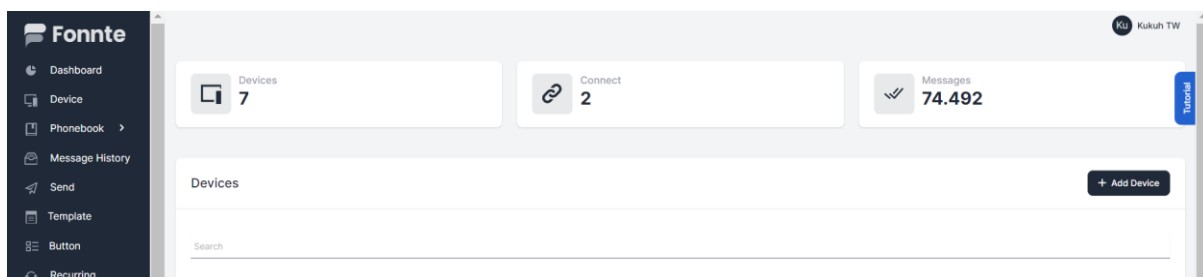 Fonnte
Dashboard
Device
Phonebook
Message History
Send
Template
Button
Recurring
Ku Kukuh TW
Devices
7
Connect
2
Messages
74.492
Tutorial
Devices
+ Add Device
Search